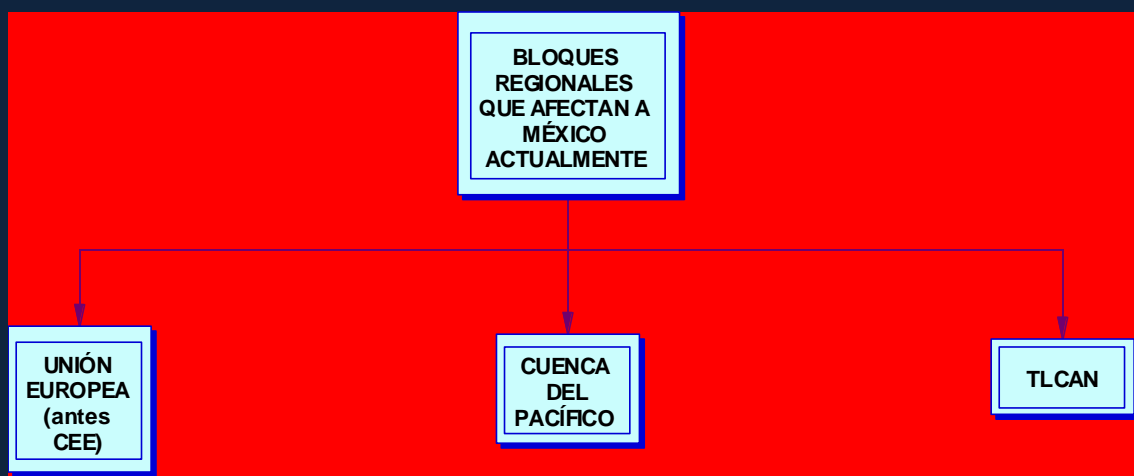 BLOQUES
REGIONALES
QUE AFECTAN A
MÉXICO
ACTUALMENTE
UNIÓN
EUROPEA
(antes
CEE)
CUENCA
DEL
PACÍFICO
TLCAN